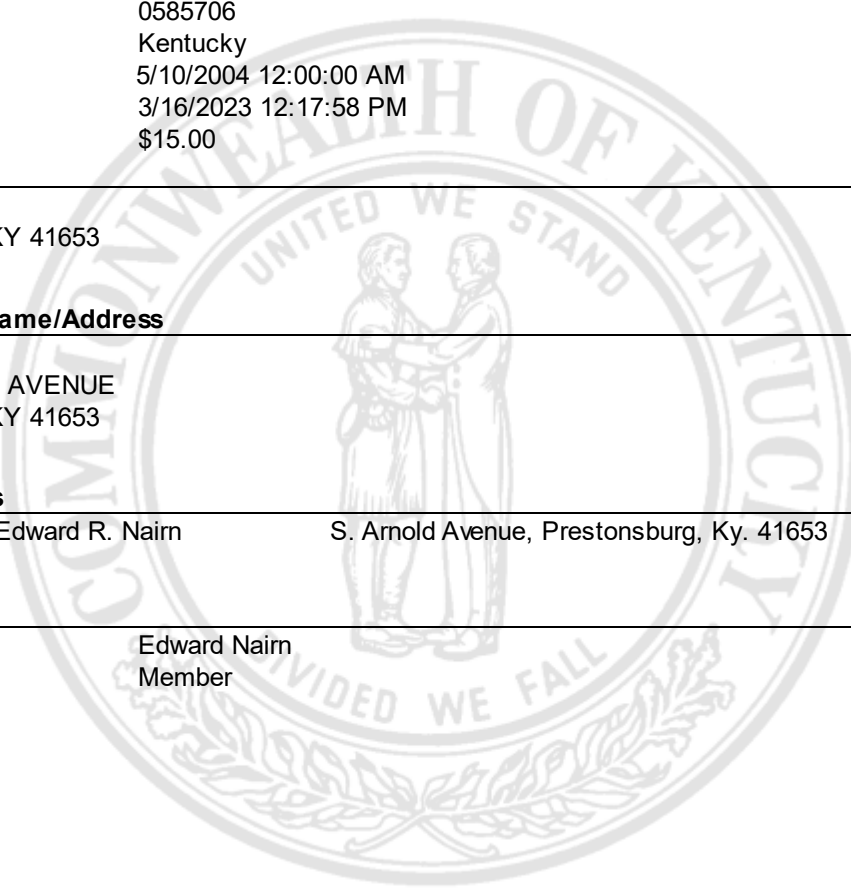 0585706
Kentucky
5/10/2004 12:00:00 AM
3/16/2023 12:17:58 PM
$15.00
KY 41653
ame/Address
AVENUE
KY 41653
s
Edward R. Nairn S. Arnold Avenue, Prestonsburg, Ky. 41653
Edward Nairn
Member
COMMONWEALTH OF KENTUCKY
UNITED WE STAND
DIVIDED WE FALL